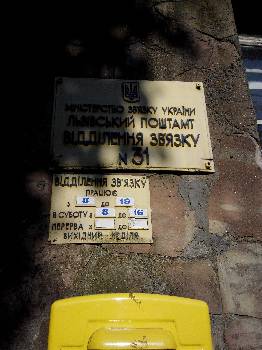 МІНІСТЕРСТВО ЗВ'ЯЗКУ УКРАЇНИ
ЛЬВІВСЬКИЙ ПОШТАМТ
ВІДДІЛЕННЯ ЗВ'ЯЗКУ
N 31
ВІДДІЛЕННЯ ЗВ'ЯЗКУ
ПРАЦЮЄ
З 8 ДО 19
В СУБОТУ З 8 ДО 16
ПЕРЕРВА З ДО
ВИХІДНИЙ НЕДІЛЯ